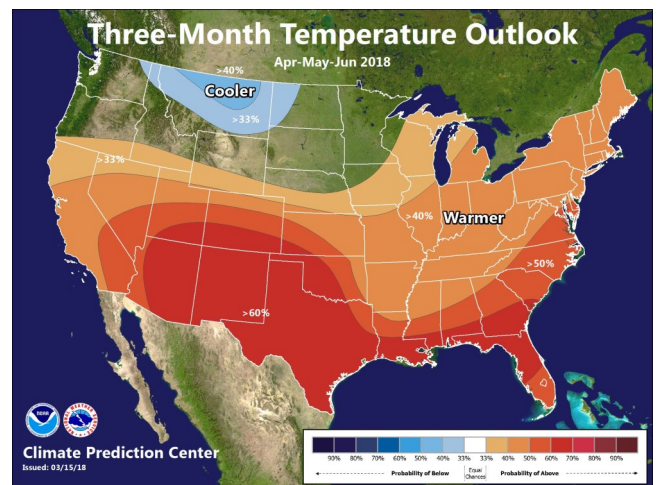 Three-Month Temperature Outlook
Apr-May-Jun 2018
>40%
Cooler
>33%
>33%
>40%
Warmer
>50%
>60%
NOAA
Climate Prediction Center
Issued: 03/15/18
90% 80% 70% 60% 50% 40% 33% 33% 40% 50% 60% 70% 80% 90%
Probability of Below
Equal
Chances
Probability of Above